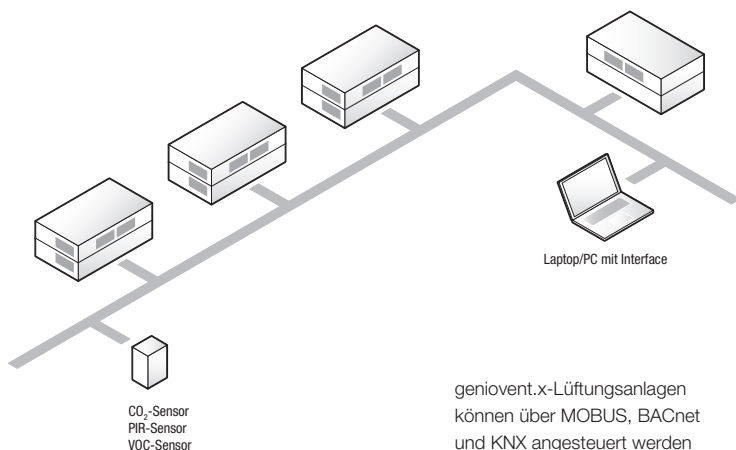 Laptop/PC mit Interface
CO₂-Sensor
PIR-Sensor
VOC-Sensor
geniovent.x-Lüftungsanlagen
können über MOBUS, BACnet
und KNX angesteuert werden